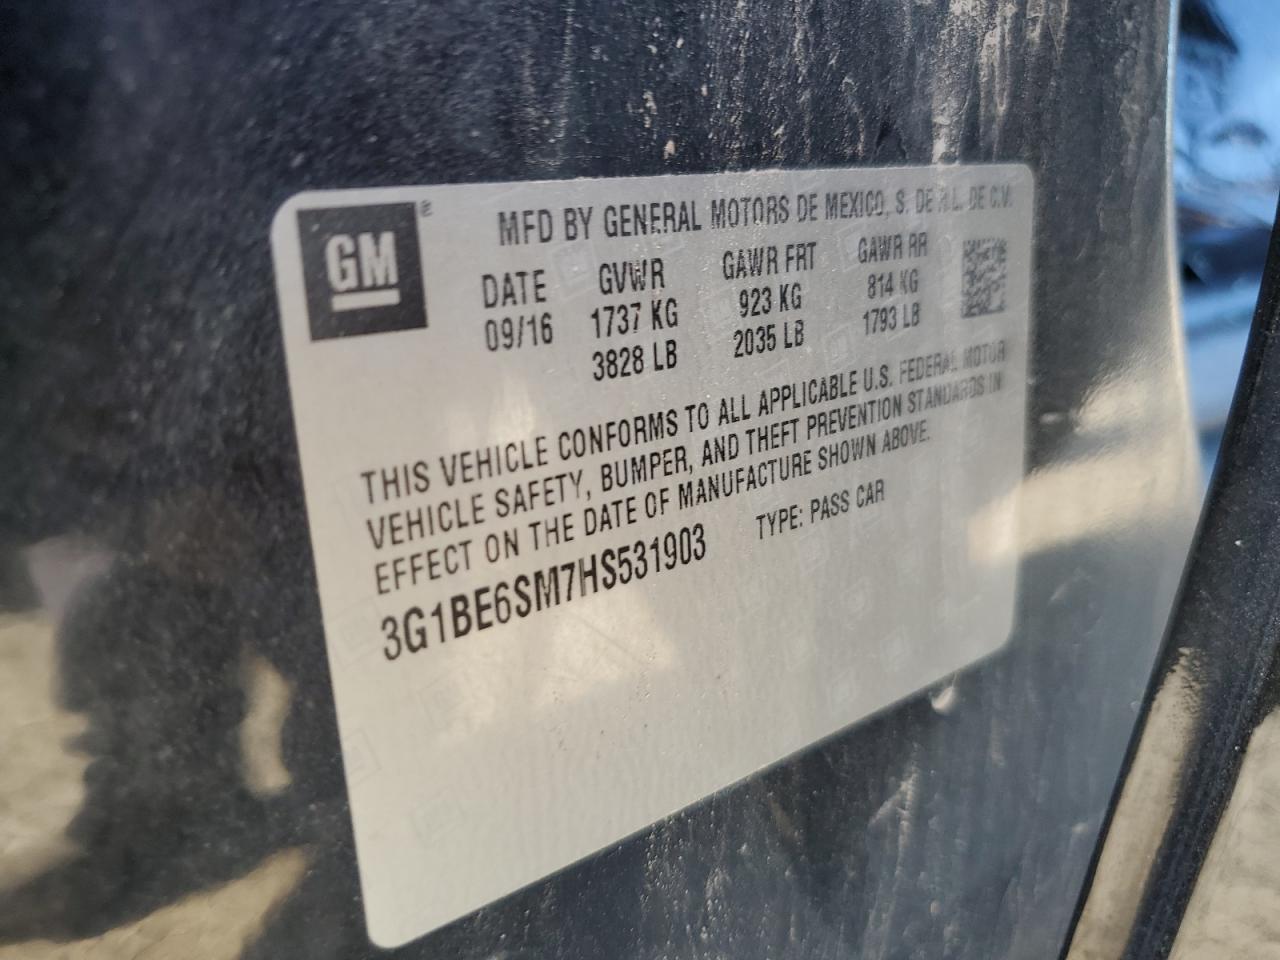 GM ®
MFD BY GENERAL MOTORS DE MEXICO, S. DE R.L. DE C.V.
DATE GVWR GAWR FRT GAWR RR
09/16 1737 KG 923 KG 814 KG
3828 LB 2035 LB 1793 LB
THIS VEHICLE CONFORMS TO ALL APPLICABLE U.S. FEDERAL MOTOR
VEHICLE SAFETY, BUMPER, AND THEFT PREVENTION STANDARDS IN
EFFECT ON THE DATE OF MANUFACTURE SHOWN ABOVE.
3G1BE6SM7HS531903 TYPE: PASS CAR